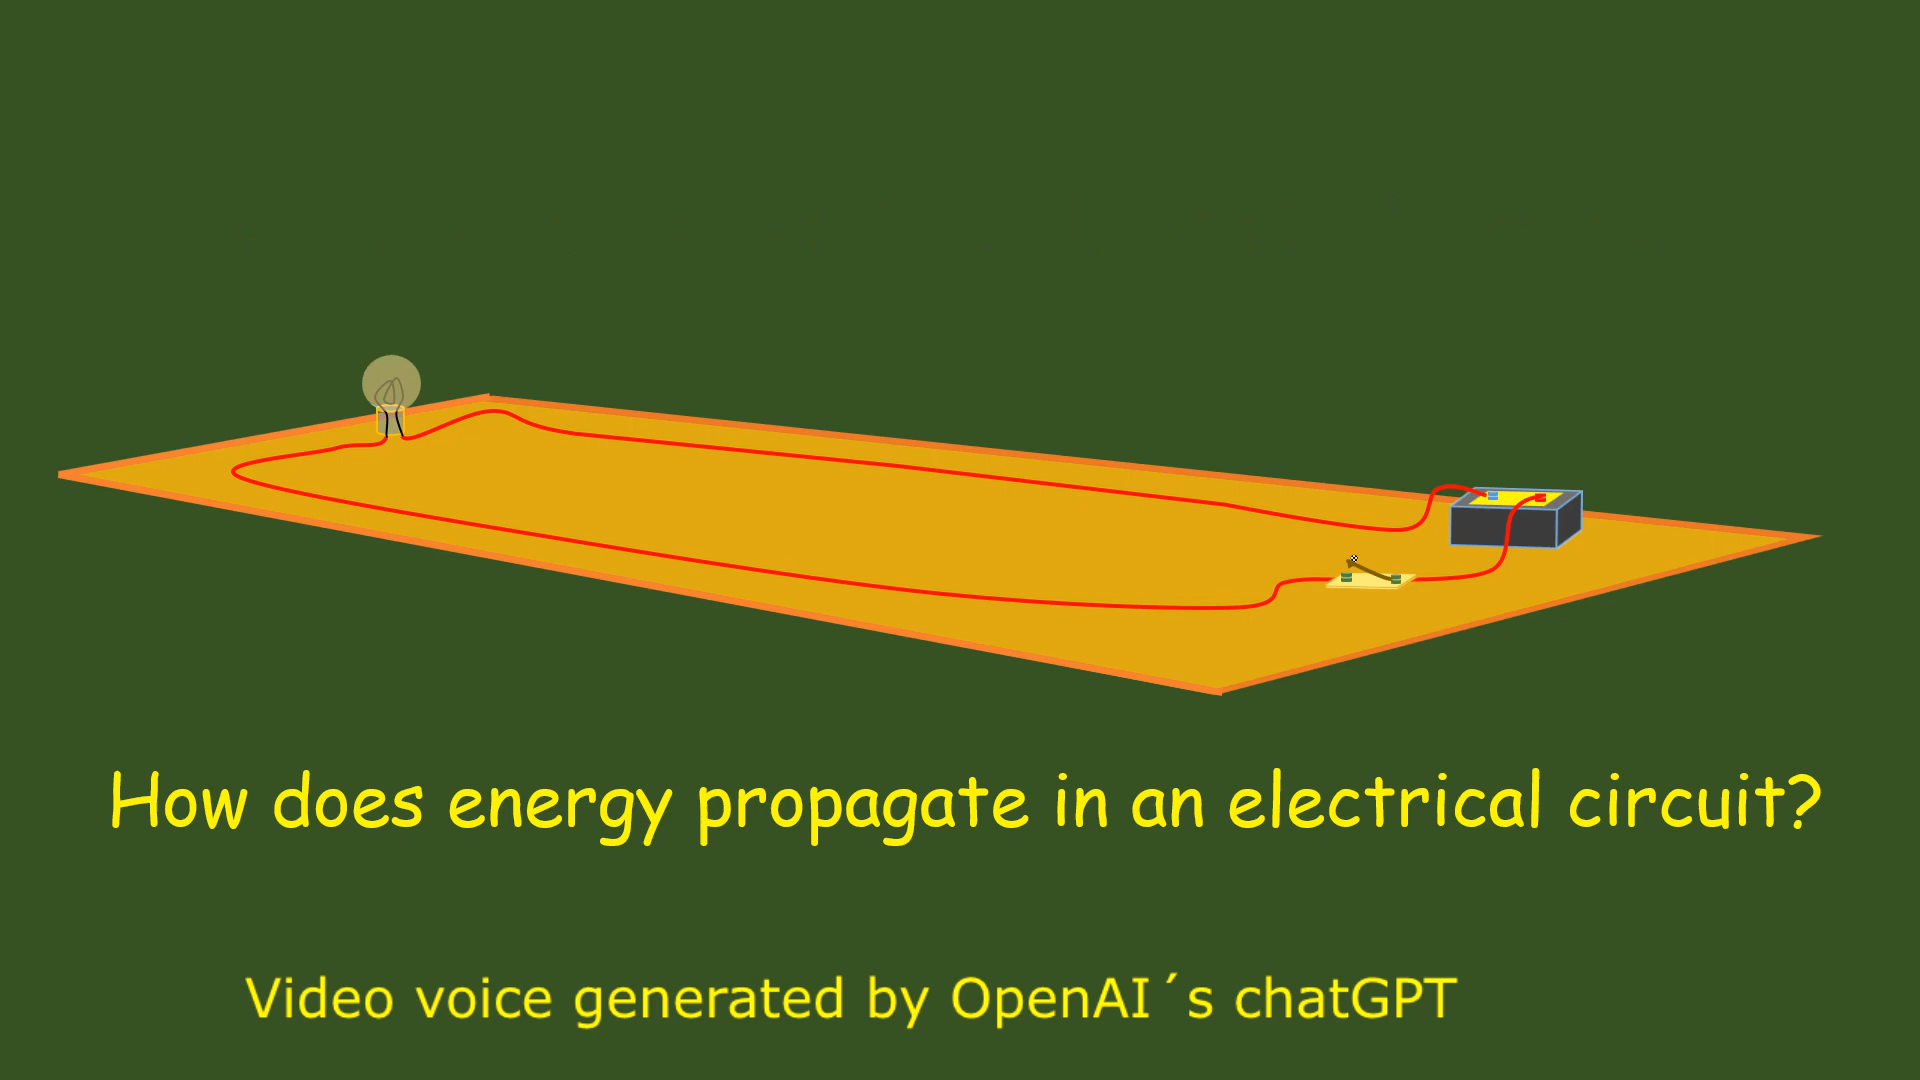 How does energy propagate in an electrical circuit?
Video voice generated by OpenAI´s chatGPT